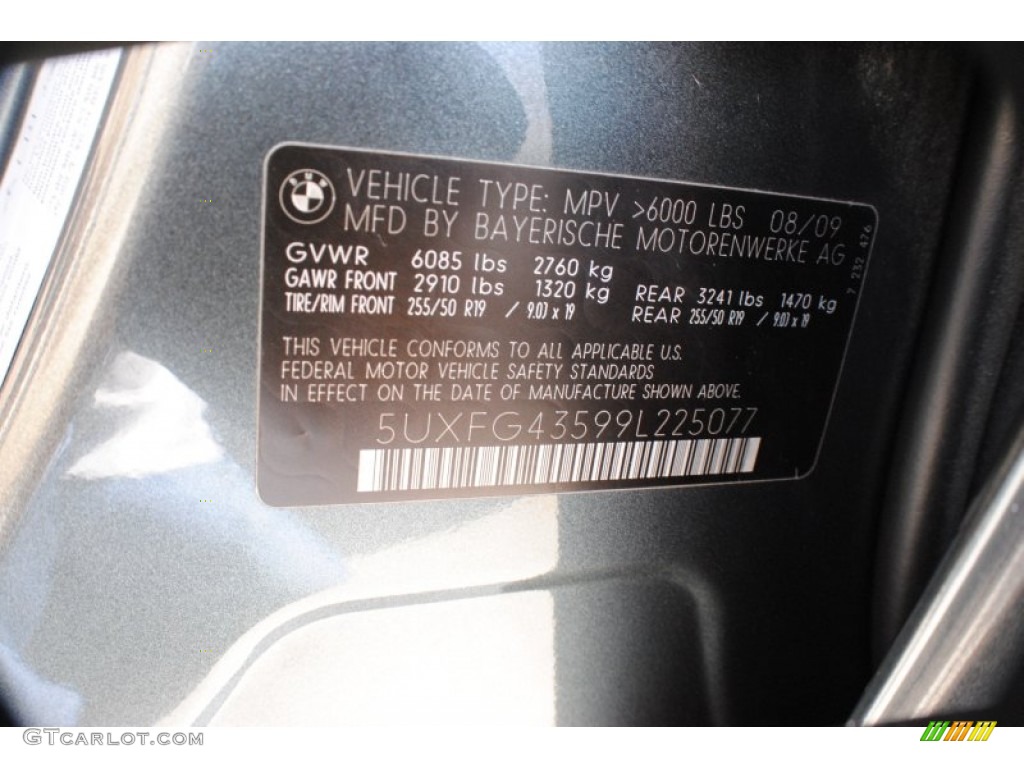 VEHICLE TYPE: MPV >6000 LBS 08/09
MFD BY BAYERISCHE MOTORENWERKE AG
GVWR 6085 lbs 2760 kg
GAWR FRONT 2910 lbs 1320 kg REAR 3241 lbs 1470 kg
TIRE/RIM FRONT 255/50 R19 / 9.0J x 19 REAR 255/50 R19 / 9.0J x 19
7 232 426
THIS VEHICLE CONFORMS TO ALL APPLICABLE U.S.
FEDERAL MOTOR VEHICLE SAFETY STANDARDS
IN EFFECT ON THE DATE OF MANUFACTURE SHOWN ABOVE.
5UXFG43599L225077
GTCarLot.com